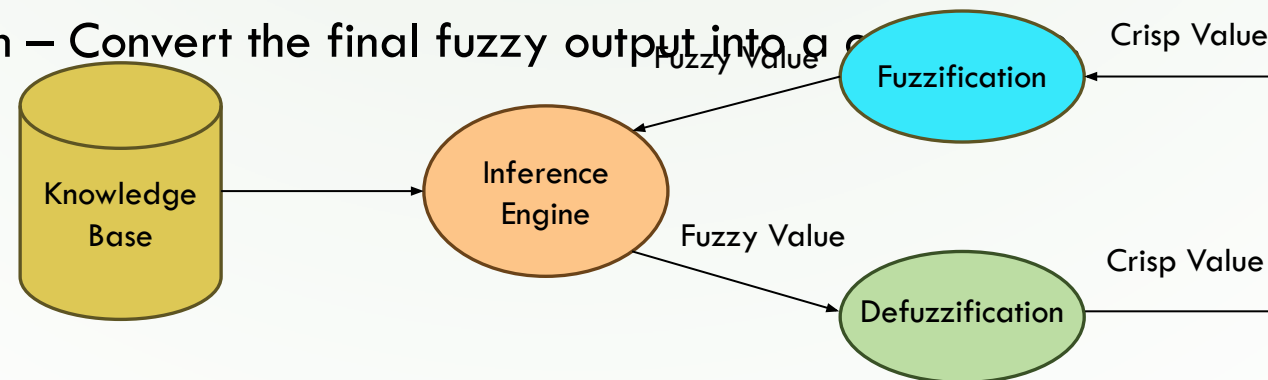 – Convert the final fuzzy output into a
Crisp Value
Fuzzy Value
Fuzzification
Knowledge
Base
Inference
Engine
Fuzzy Value
Crisp Value
Defuzzification